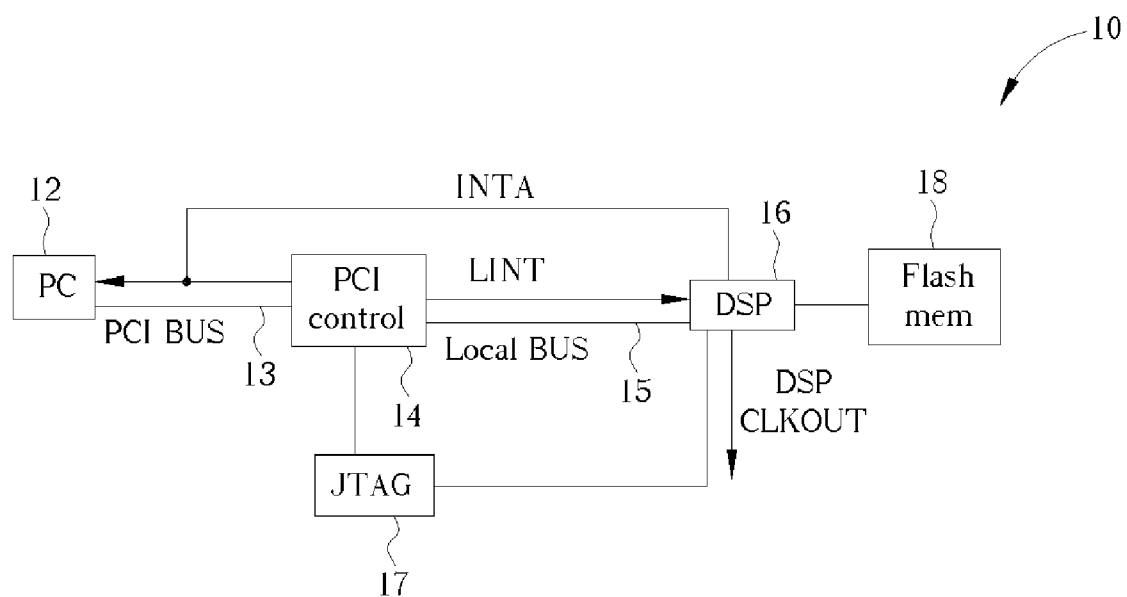 10
INTA
12
16
18
PC
PCI
control
LINT
DSP
Flash
mem
PCI BUS
13
14
Local BUS
15
DSP
CLKOUT
JTAG
17